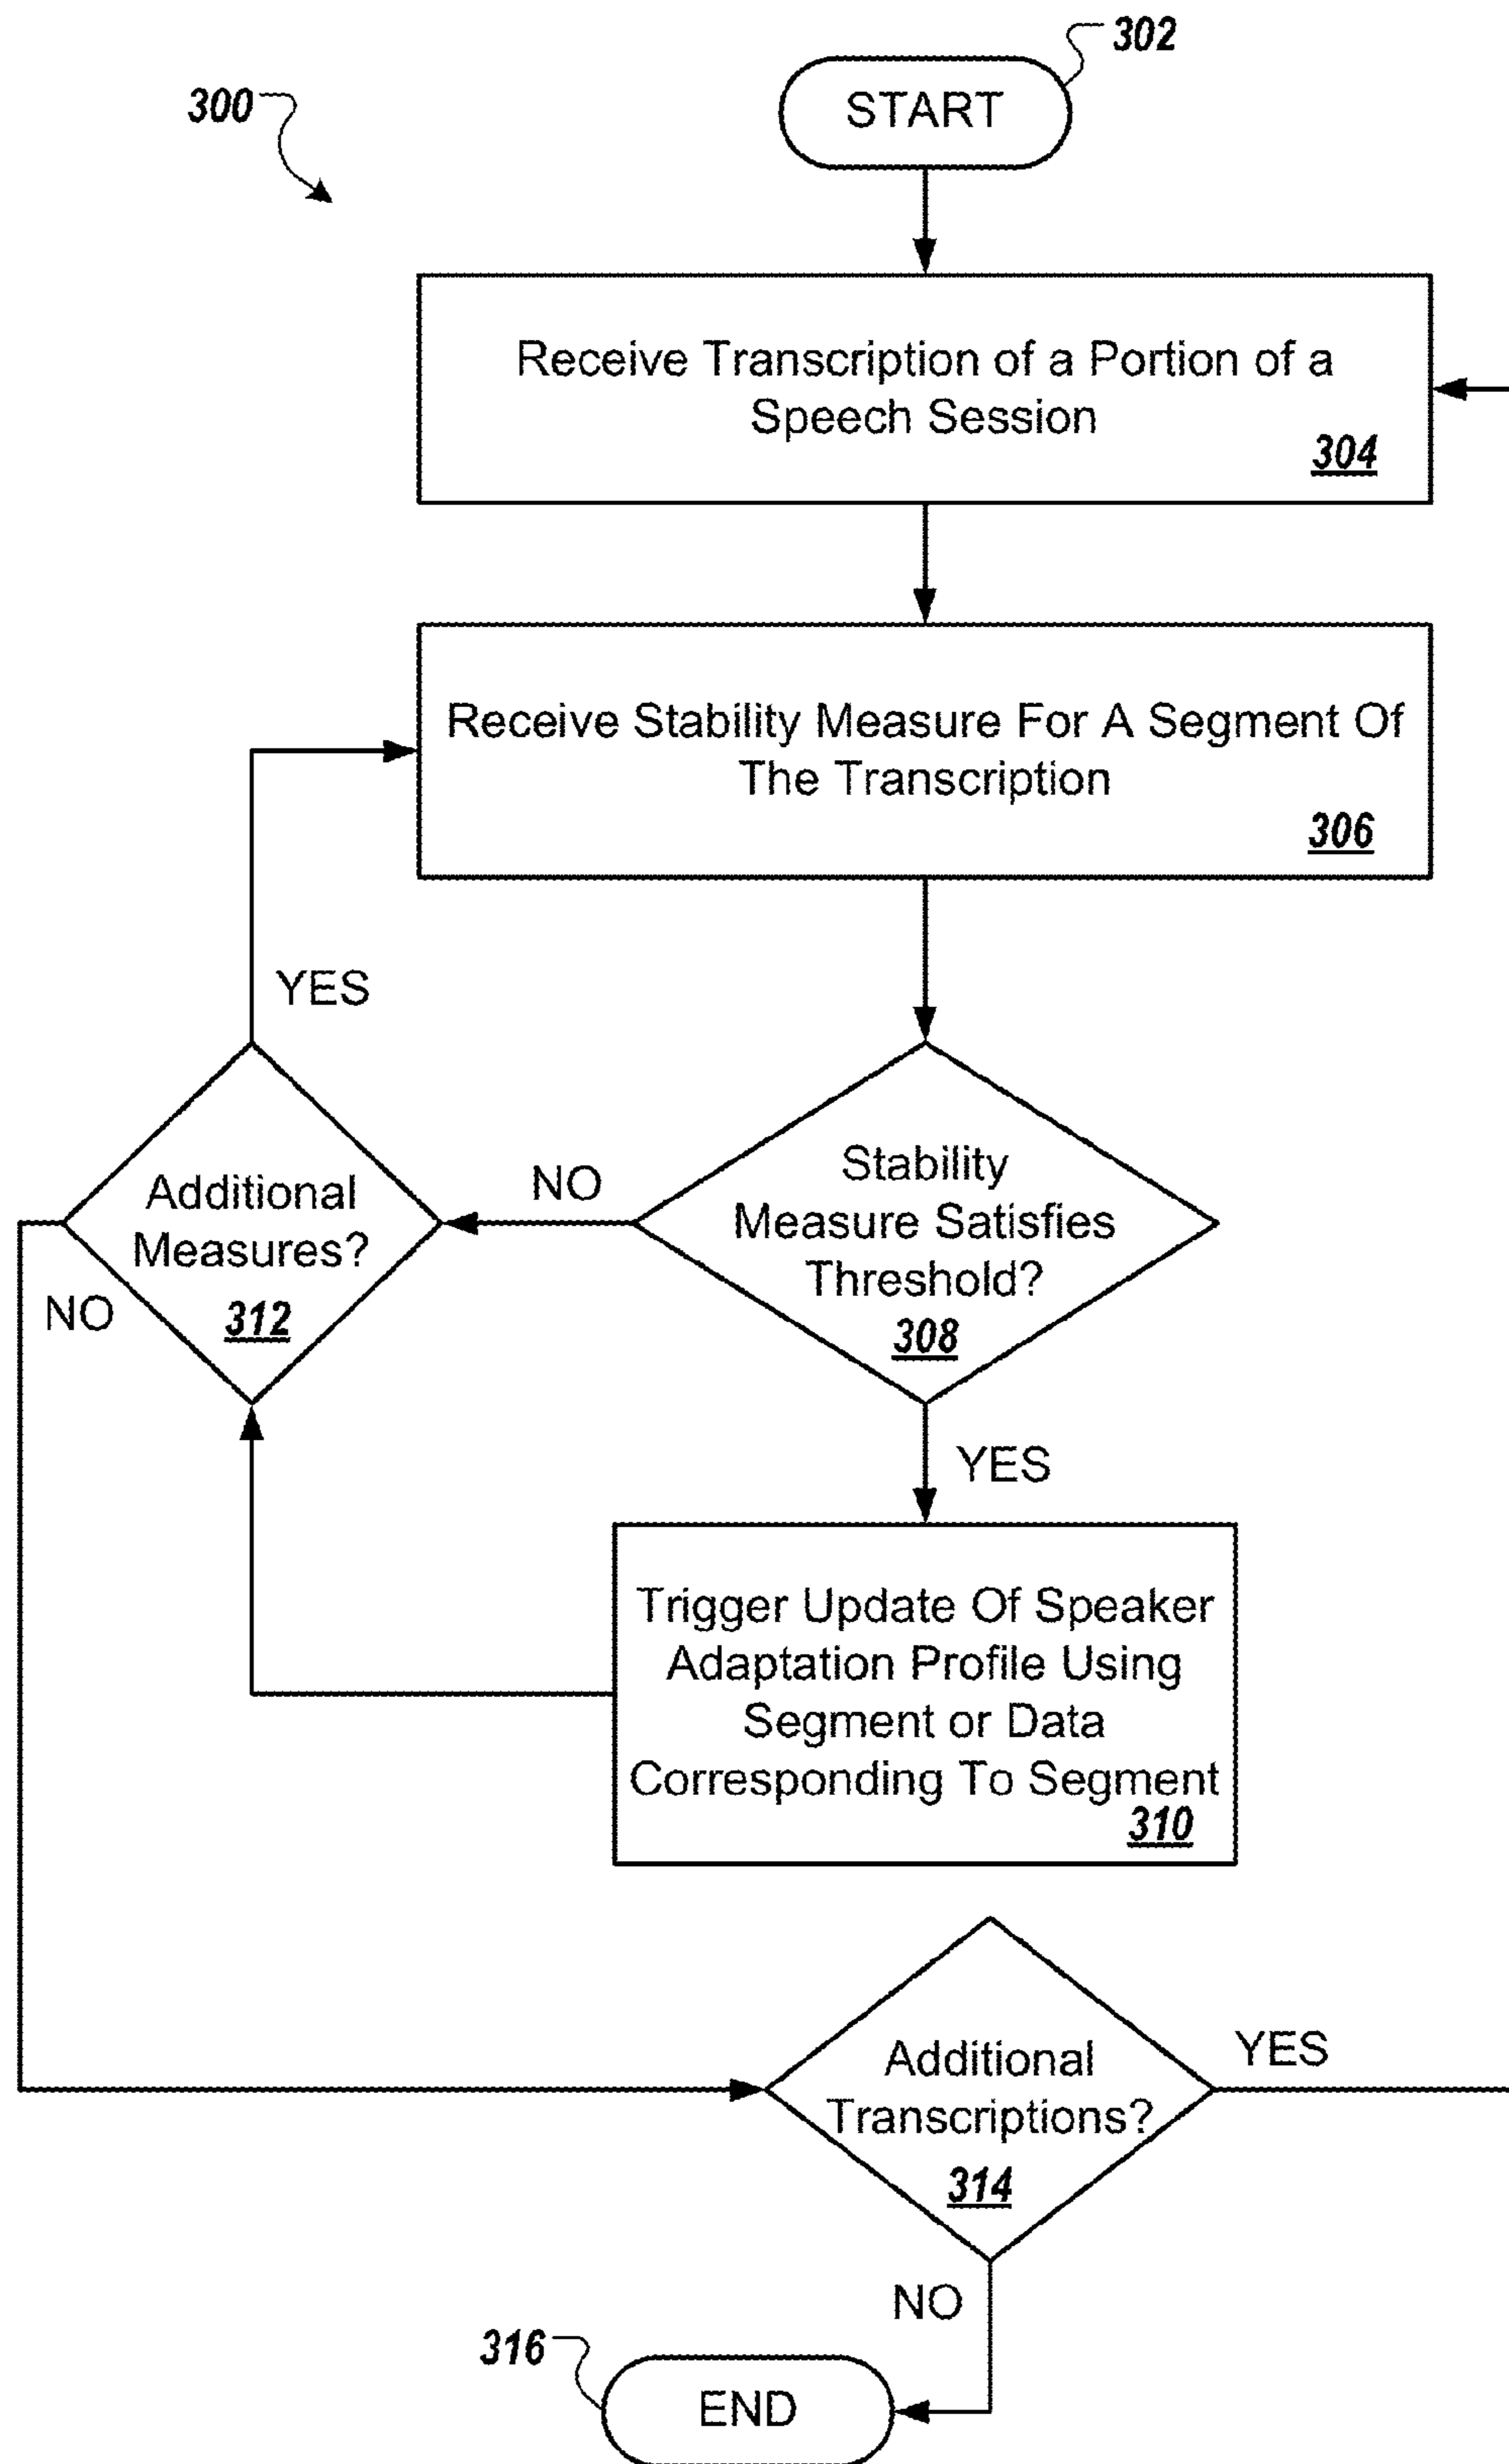 302
300
START
Receive Transcription of a Portion of a
Speech Session
304
Receive Stability Measure For A Segment Of
The Transcription
306
YES
Stability
Measure Satisfies
Threshold?
308
NO
Additional
Measures?
312
NO
YES
Trigger Update Of Speaker
Adaptation Profile Using
Segment or Data
Corresponding To Segment
310
Additional
Transcriptions?
314
YES
NO
316
END